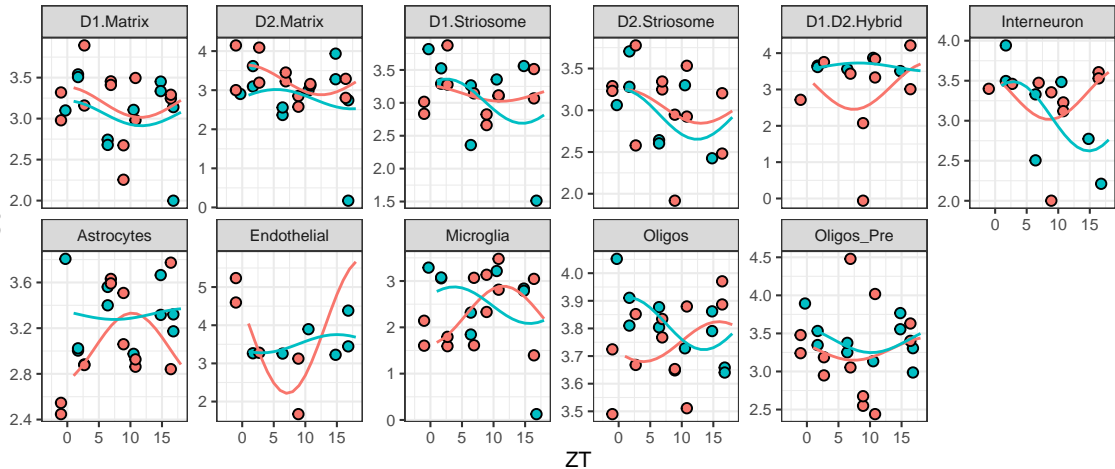 D1.Matrix D2.Matrix D1.Striosome D2.Striosome D1.D2.Hybrid Interneuron
3.5 3.0 2.5 2.0
4 3 2 1 0
3.5 3.0 2.5 2.0 1.5
3.5 3.0 2.5 2.0
4 3 2 1 0
4.0 3.5 3.0 2.5 2.0
0 5 10 15
Astrocytes Endothelial Microglia Oligos Oligos_Pre
3.6 3.2 2.8 2.4
5 4 3 2
3 2 1 0
4.0 3.9 3.8 3.7 3.6 3.5
4.5 4.0 3.5 3.0 2.5
0 5 10 15 0 5 10 15 0 5 10 15 0 5 10 15 0 5 10 15
ZT